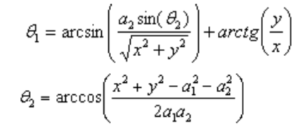 θ₁ = arcsin(a₂ sin(θ₂) / √(x² + y²)) + arctg(y / x)
θ₂ = arccos((x² + y² − a₁² − a₂²) / 2a₁a₂)